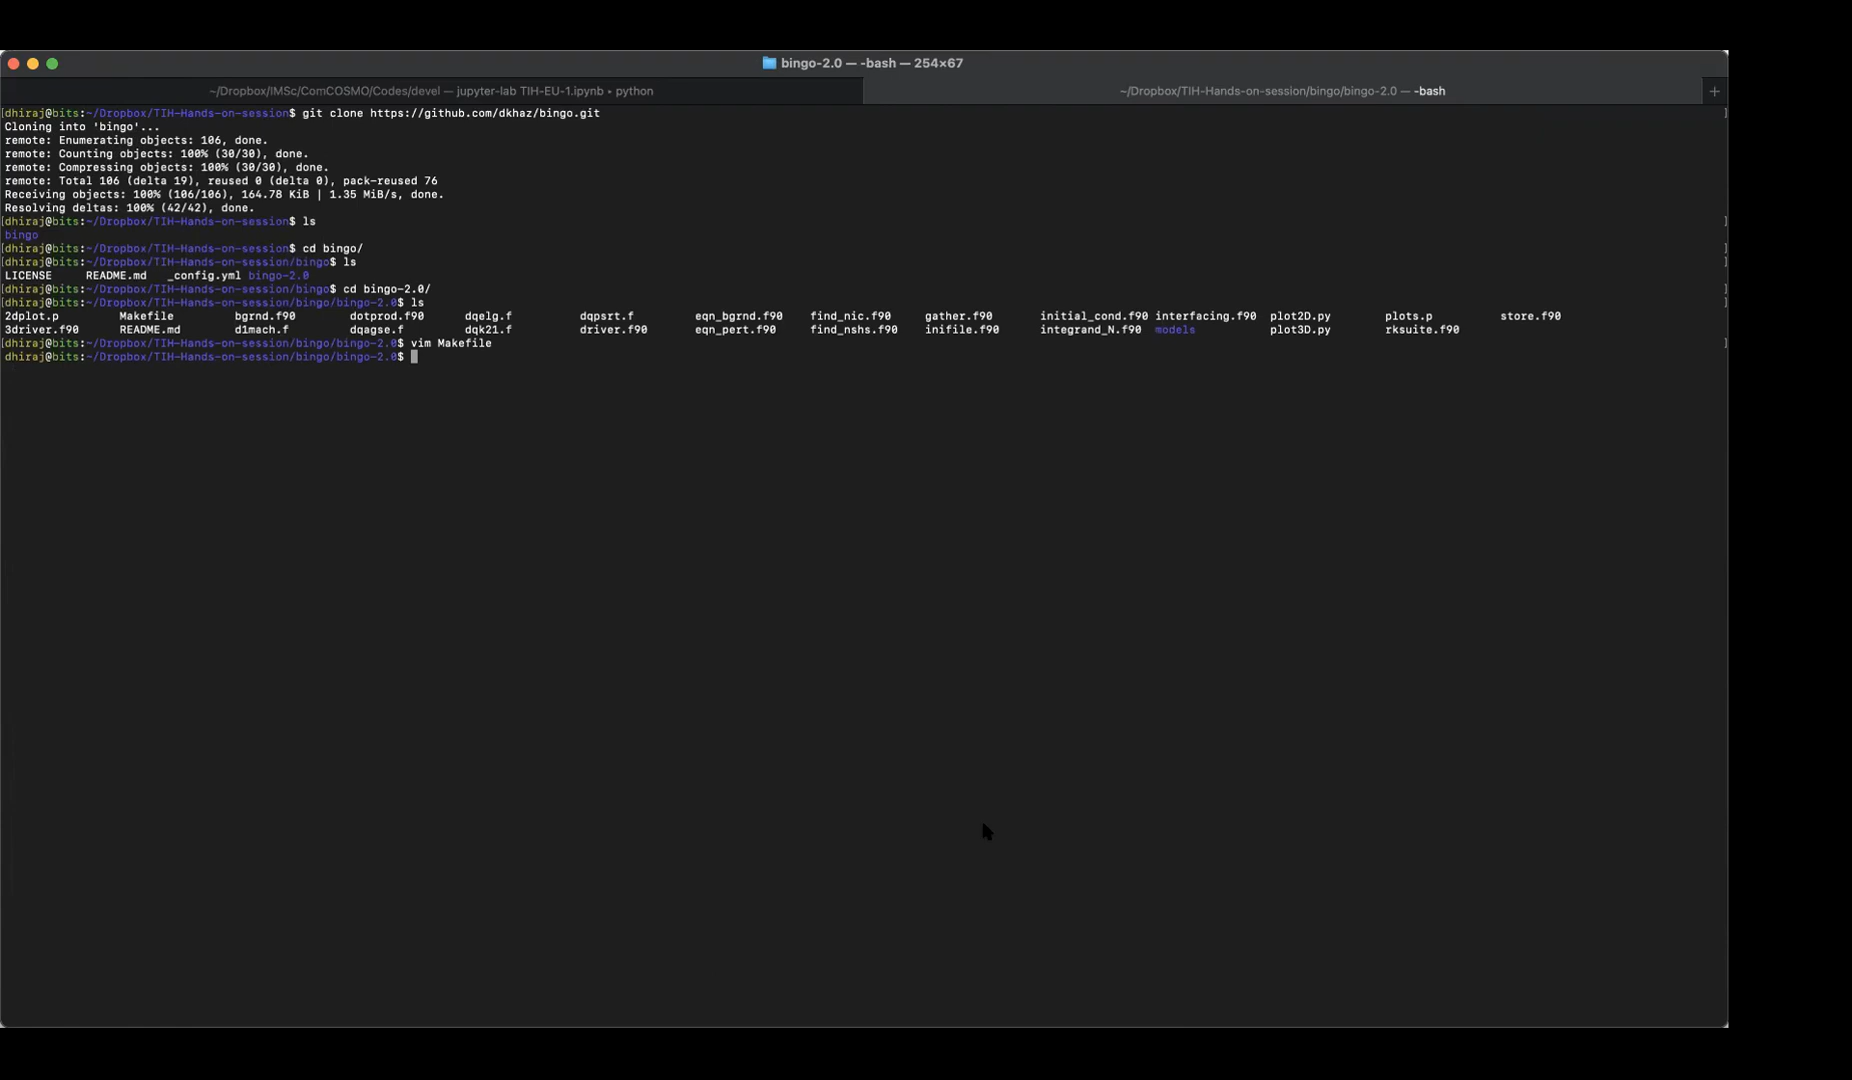 bingo-2.0 — -bash — 254×67
~/Dropbox/IMSc/ComCOSMO/Codes/devel — jupyter-lab TIH-EU-1.ipynb • python
~/Dropbox/TIH-Hands-on-session/bingo/bingo-2.0 — -bash
+
[dhiraj@bits:~/Dropbox/TIH-Hands-on-session$ git clone https://github.com/dkhaz/bingo.git ]
Cloning into 'bingo'...
remote: Enumerating objects: 106, done.
remote: Counting objects: 100% (30/30), done.
remote: Compressing objects: 100% (30/30), done.
remote: Total 106 (delta 19), reused 0 (delta 0), pack-reused 76
Receiving objects: 100% (106/106), 164.78 KiB | 1.35 MiB/s, done.
Resolving deltas: 100% (42/42), done.
[dhiraj@bits:~/Dropbox/TIH-Hands-on-session$ ls ]
bingo
[dhiraj@bits:~/Dropbox/TIH-Hands-on-session$ cd bingo/ ]
[dhiraj@bits:~/Dropbox/TIH-Hands-on-session/bingo$ ls ]
LICENSE README.md _config.yml bingo-2.0
[dhiraj@bits:~/Dropbox/TIH-Hands-on-session/bingo$ cd bingo-2.0/ ]
[dhiraj@bits:~/Dropbox/TIH-Hands-on-session/bingo/bingo-2.0$ ls ]
2dplot.p Makefile bgrnd.f90 dotprod.f90 dqelg.f dqpsrt.f eqn_bgrnd.f90 find_nic.f90 gather.f90 initial_cond.f90 interfacing.f90 plot2D.py plots.p store.f90
3driver.f90 README.md d1mach.f dqagse.f dqk21.f driver.f90 eqn_pert.f90 find_nshs.f90 inifile.f90 integrand_N.f90 models plot3D.py rksuite.f90
[dhiraj@bits:~/Dropbox/TIH-Hands-on-session/bingo/bingo-2.0$ vim Makefile ]
dhiraj@bits:~/Dropbox/TIH-Hands-on-session/bingo/bingo-2.0$